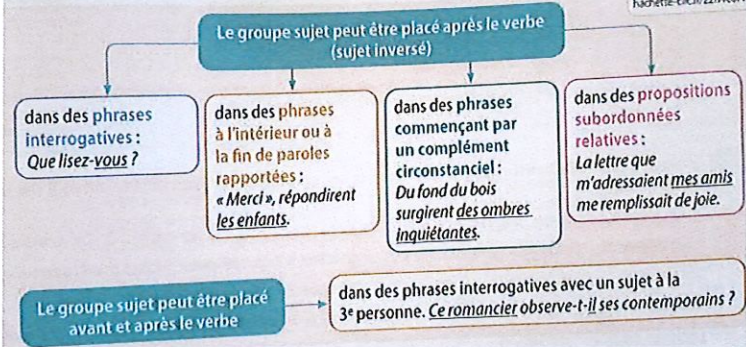 Le groupe sujet peut être placé après le verbe
(sujet inversé)
dans des phrases
interrogatives :
Que lisez-vous ?
dans des phrases
à l'intérieur ou à
la fin de paroles
rapportées :
« Merci », répondirent
les enfants.
dans des phrases
commençant par
un complément
circonstanciel :
Du fond du bois
surgirent des ombres
inquiétantes.
dans des propositions
subordonnées
relatives :
La lettre que
m'adressaient mes amis
me remplissait de joie.
Le groupe sujet peut être placé
avant et après le verbe
dans des phrases interrogatives avec un sujet à la
3e personne. Ce romancier observe-t-il ses contemporains ?